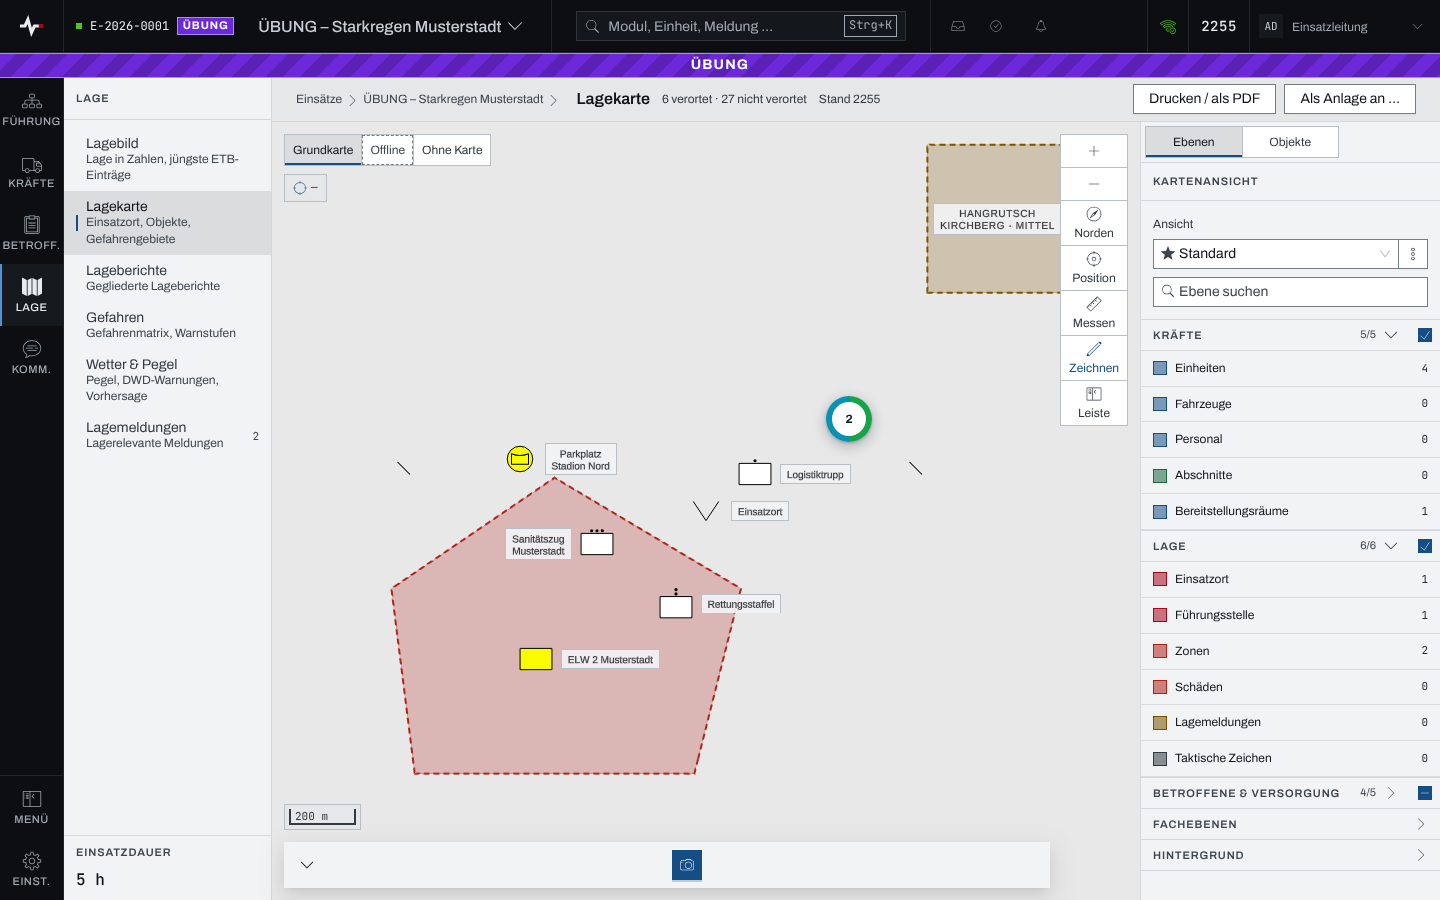 E-2026-0001 ÜBUNG
ÜBUNG – Starkregen Musterstadt
Modul, Einheit, Meldung ... Strg+K
2255
AD Einsatzleitung
ÜBUNG
FÜHRUNG
KRÄFTE
BETROFF.
LAGE
KOMM.
MENÜ
EINST.
LAGE
Lagebild
Lage in Zahlen, jüngste ETB-
Einträge
Lagekarte
Einsatzort, Objekte,
Gefahrengebiete
Lageberichte
Gegliederte Lageberichte
Gefahren
Gefahrenmatrix, Warnstufen
Wetter & Pegel
Pegel, DWD-Warnungen,
Vorhersage
Lagemeldungen
Lagerelevante Meldungen 2
EINSATZDAUER
5 h
Einsätze
ÜBUNG – Starkregen Musterstadt
Lagekarte
6 verortet · 27 nicht verortet Stand 2255
Drucken / als PDF
Als Anlage an ...
Grundkarte Offline Ohne Karte
–
HANGRUTSCH
KIRCHBERG · MITTEL
+
−
Norden
Position
Messen
Zeichnen
Leiste
2
Parkplatz
Stadion Nord
Logistiktrupp
Einsatzort
Sanitätszug
Musterstadt
Rettungsstaffel
ELW 2 Musterstadt
200 m
Ebenen Objekte
KARTENANSICHT
Ansicht
Standard
Ebene suchen
KRÄFTE 5/5
Einheiten 4
Fahrzeuge 0
Personal 0
Abschnitte 0
Bereitstellungsräume 1
LAGE 6/6
Einsatzort 1
Führungsstelle 1
Zonen 2
Schäden 0
Lagemeldungen 0
Taktische Zeichen 0
BETROFFENE & VERSORGUNG 4/5
FACHEBENEN
HINTERGRUND